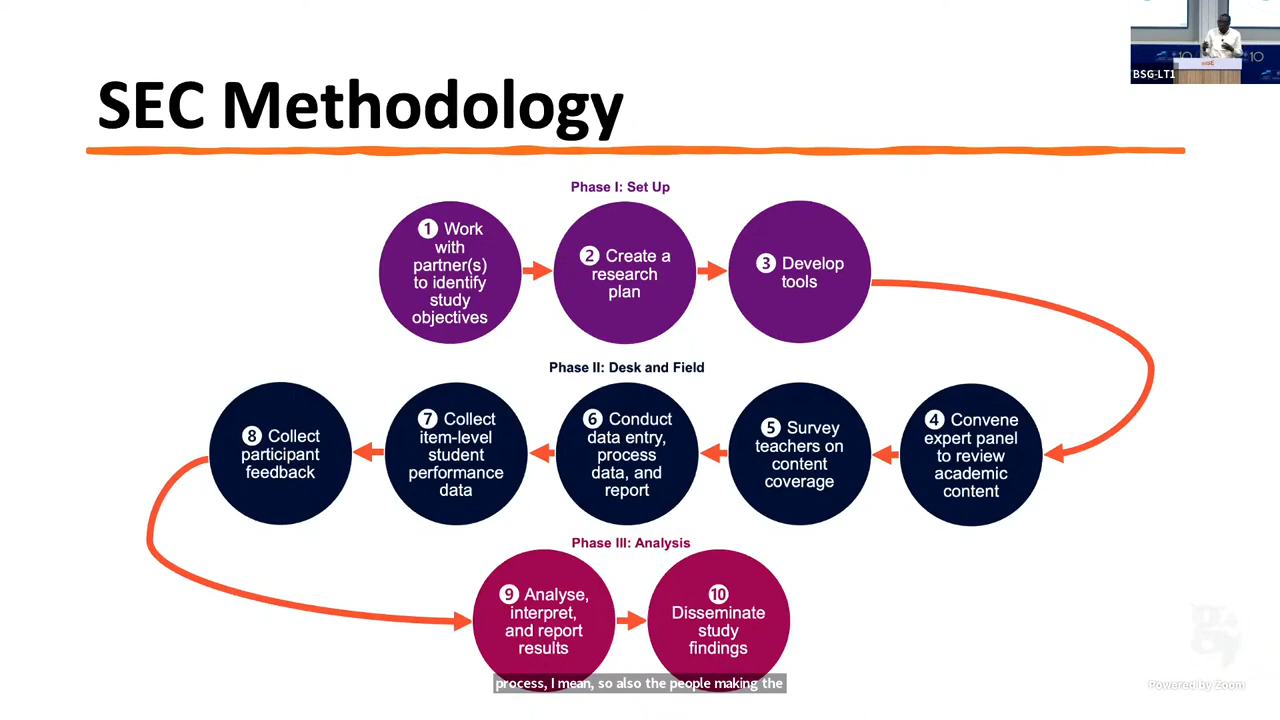 BSG-LT1
10
SEC Methodology
Phase I: Set Up
1 Work
with
partner(s)
to identify
study
objectives
2 Create a
research
plan
3 Develop
tools
Phase II: Desk and Field
8 Collect
participant
feedback
7 Collect
item-level
student
performance
data
6 Conduct
data entry,
process
data, and
report
5 Survey
teachers on
content
coverage
4 Convene
expert panel
to review
academic
content
Phase III: Analysis
9 Analyse,
interpret,
and report
results
10
Disseminate
study
findings
process, I mean, so also the people making the
Powered by Zoom